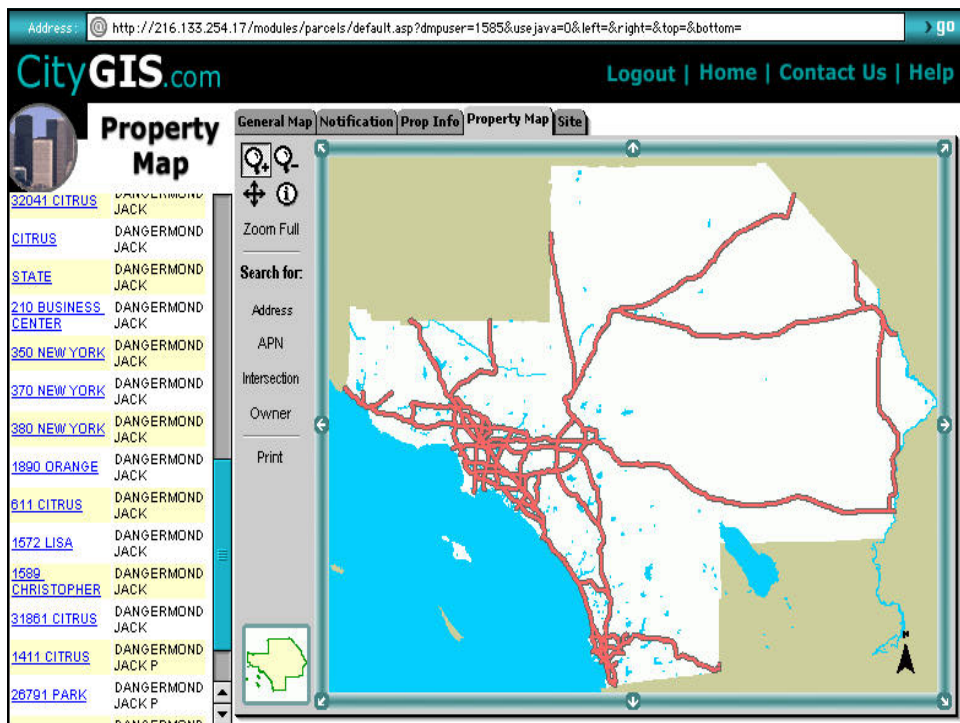 Address: http://216.133.254.17/modules/parcels/default.asp?dmpuser=1585&usejava=0&left=&right=&top=&bottom= go
CityGIS.com
Logout | Home | Contact Us | Help
Property
Map
General Map Notification Prop Info Property Map Site
32041 CITRUS DANGERMOND
JACK
CITRUS DANGERMOND
JACK
STATE DANGERMOND
JACK
210 BUSINESS DANGERMOND
CENTER JACK
350 NEW YORK DANGERMOND
JACK
370 NEW YORK DANGERMOND
JACK
380 NEW YORK DANGERMOND
JACK
1890 ORANGE DANGERMOND
JACK
611 CITRUS DANGERMOND
JACK
1572 LISA DANGERMOND
JACK
1589 DANGERMOND
CHRISTOPHER JACK
31861 CITRUS DANGERMOND
JACK
1411 CITRUS DANGERMOND
JACK P
26791 PARK DANGERMOND
JACK P
DANGERMOND
Zoom Full
Search for:
Address
APN
Intersection
Owner
Print
N